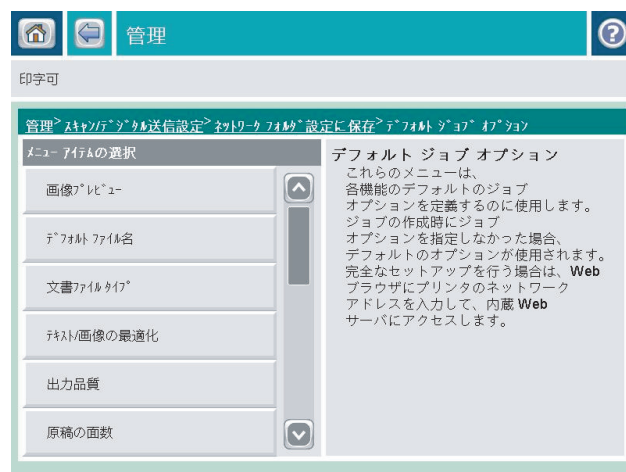 管理
印字可
管理>ｽｷｬﾝ/ﾃﾞｼﾞﾀﾙ送信設定>ﾈｯﾄﾜｰｸ ﾌｫﾙﾀﾞ設定に保存>ﾃﾞﾌｫﾙﾄ ｼﾞｮﾌﾞ ｵﾌﾟｼｮﾝ
ﾒﾆｭｰ ｱｲﾃﾑの選択
画像ﾌﾟﾚﾋﾞｭｰ
ﾃﾞﾌｫﾙﾄ ﾌｧｲﾙ名
文書ﾌｧｲﾙ ﾀｲﾌﾟ
ﾃｷｽﾄ/画像の最適化
出力品質
原稿の面数
デフォルト ジョブ オプション
これらのメニューは、
各機能のデフォルトのジョブ
オプションを定義するのに使用します。
ジョブの作成時にジョブ
オプションを指定しなかった場合、
デフォルトのオプションが使用されます。
完全なセットアップを行う場合は、Web
ブラウザにプリンタのネットワーク
アドレスを入力して、内蔵 Web
サーバにアクセスします。